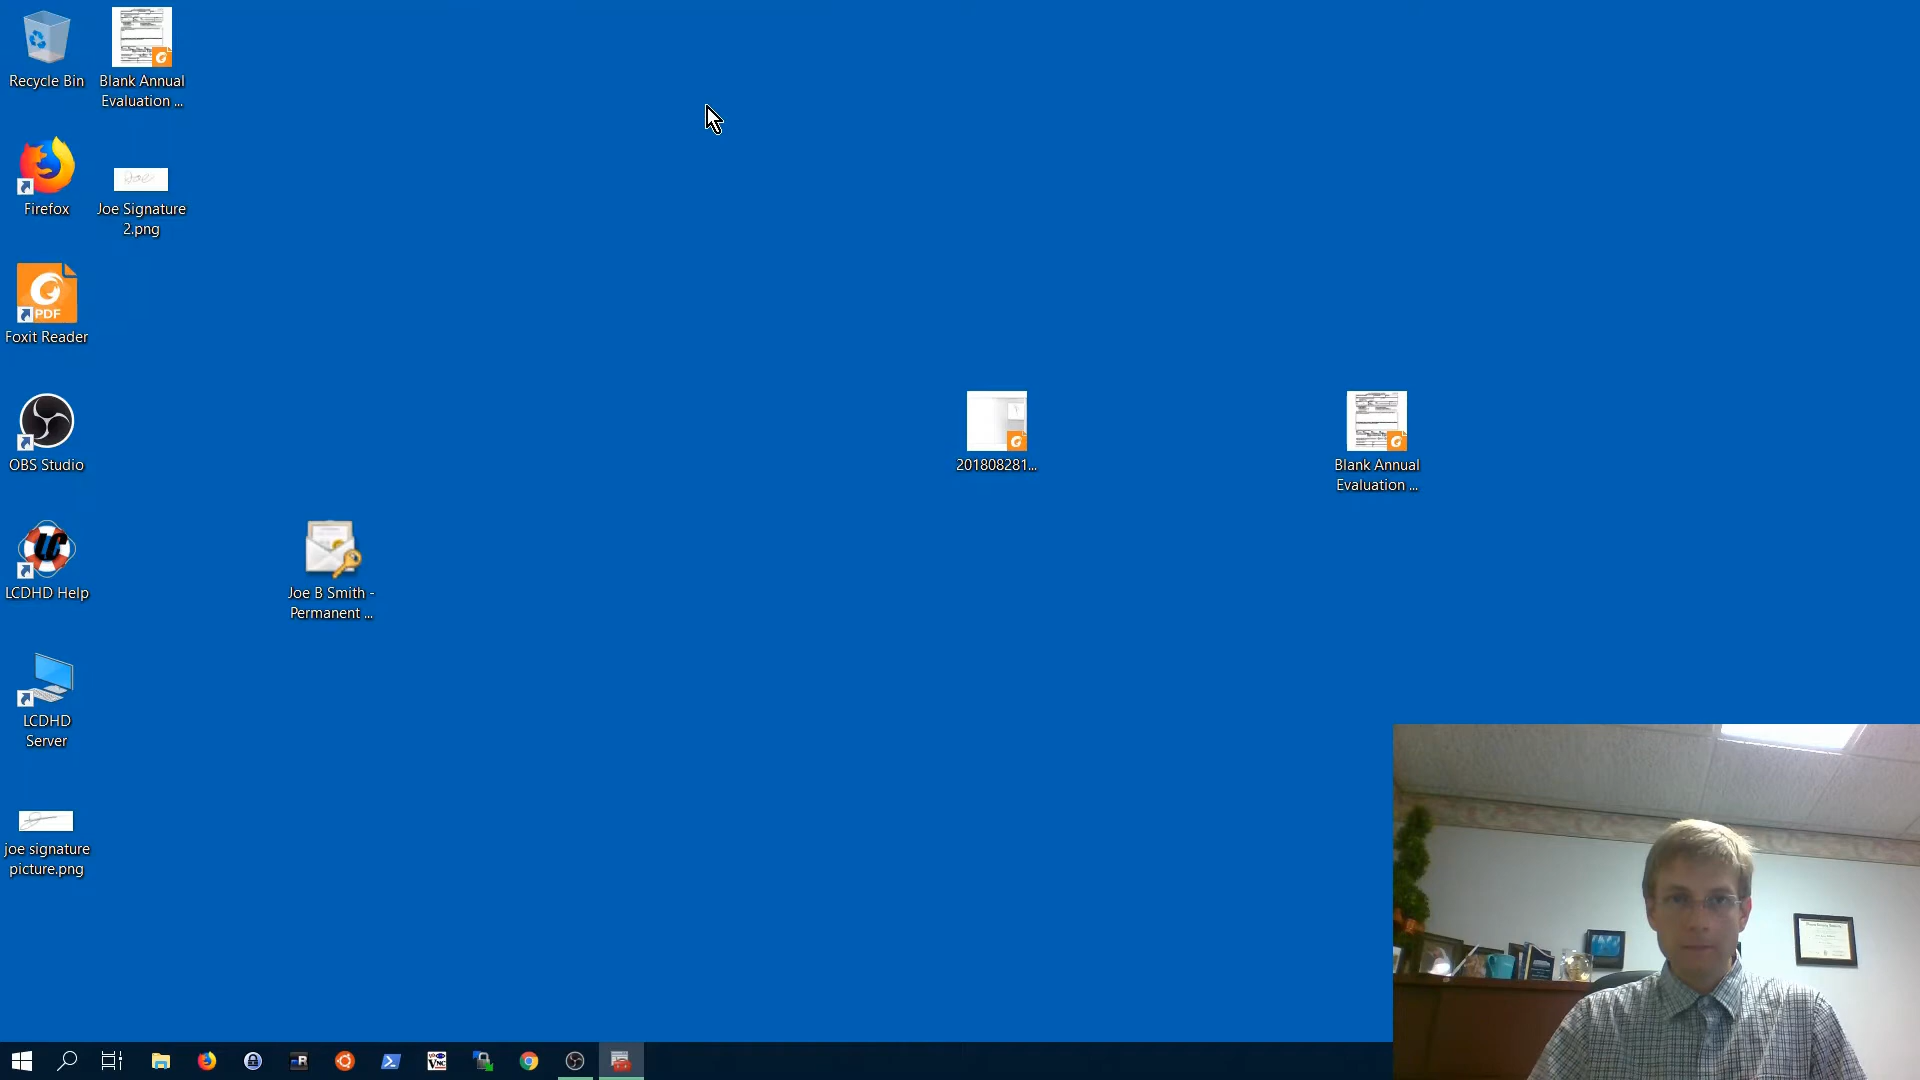 Recycle Bin
Blank Annual
Evaluation ...
Firefox
Joe Signature
2.png
PDF
Foxit Reader
OBS Studio
201808281...
Blank Annual
Evaluation ...
LCDHD Help
Joe B Smith -
Permanent ...
LCDHD
Server
joe signature
picture.png